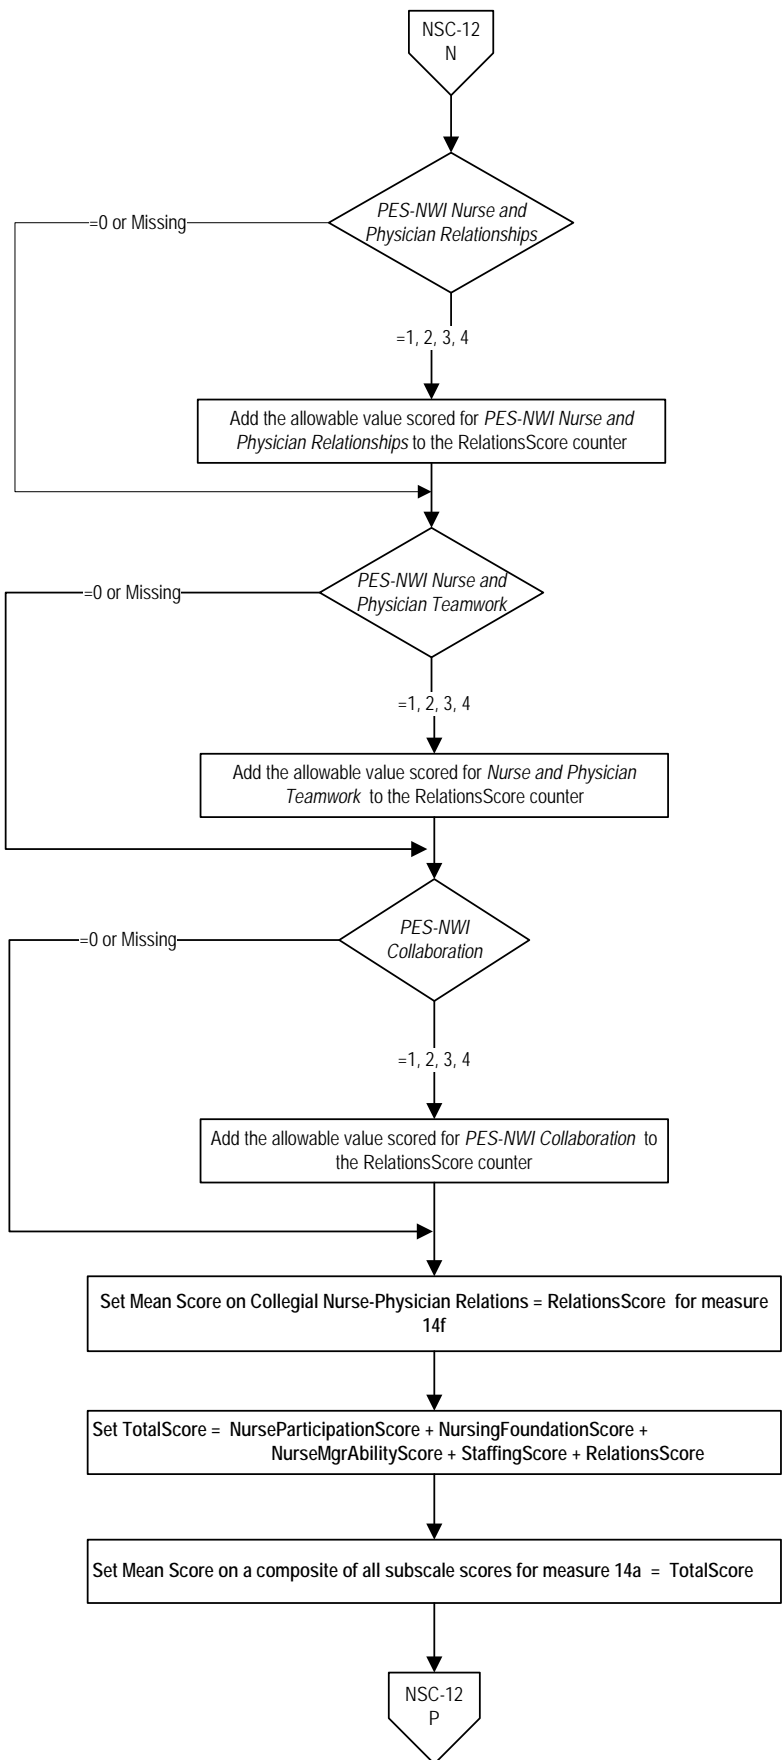 NSC-12
N
PES-NWI Nurse and
Physician Relationships
=0 or Missing
=1, 2, 3, 4
Add the allowable value scored for PES-NWI Nurse and
Physician Relationships to the RelationsScore counter
PES-NWI Nurse and
Physician Teamwork
=0 or Missing
=1, 2, 3, 4
Add the allowable value scored for Nurse and Physician
Teamwork to the RelationsScore counter
PES-NWI
Collaboration
=0 or Missing
=1, 2, 3, 4
Add the allowable value scored for PES-NWI Collaboration to
the RelationsScore counter
Set Mean Score on Collegial Nurse-Physician Relations = RelationsScore for measure
14f
Set TotalScore = NurseParticipationScore + NursingFoundationScore +
NurseMgrAbilityScore + StaffingScore + RelationsScore
Set Mean Score on a composite of all subscale scores for measure 14a = TotalScore
NSC-12
P